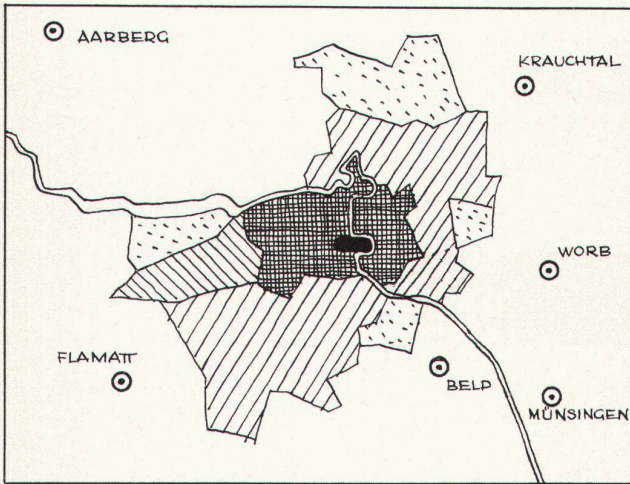 AARBERG
KRAUCHTAL
WORB
FLAMATT
BELP
MÜNSINGEN